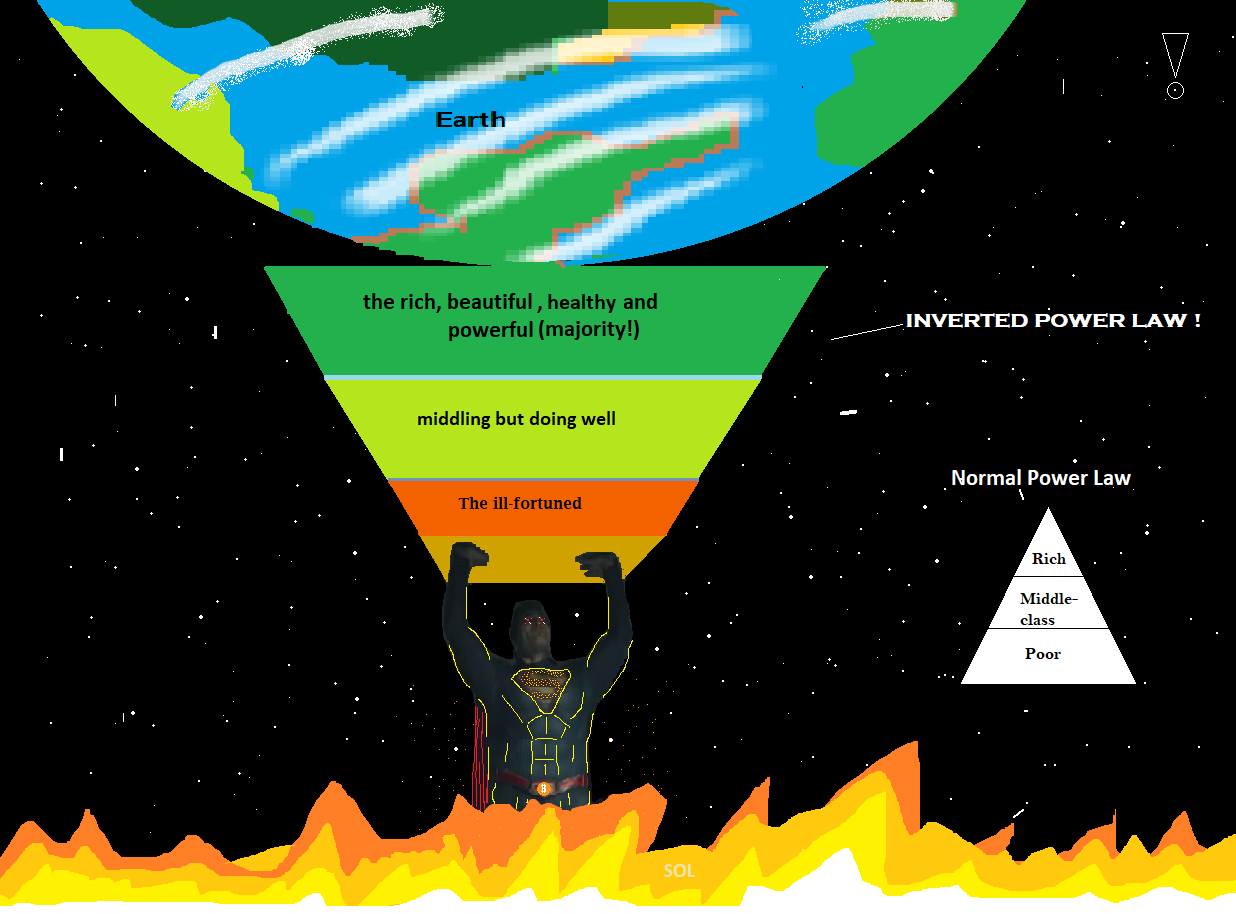 Earth
the rich, beautiful , healthy and
powerful (majority!)
INVERTED POWER LAW !
middling but doing well
The ill-fortuned
Normal Power Law
Rich
Middle-
class
Poor
SOL